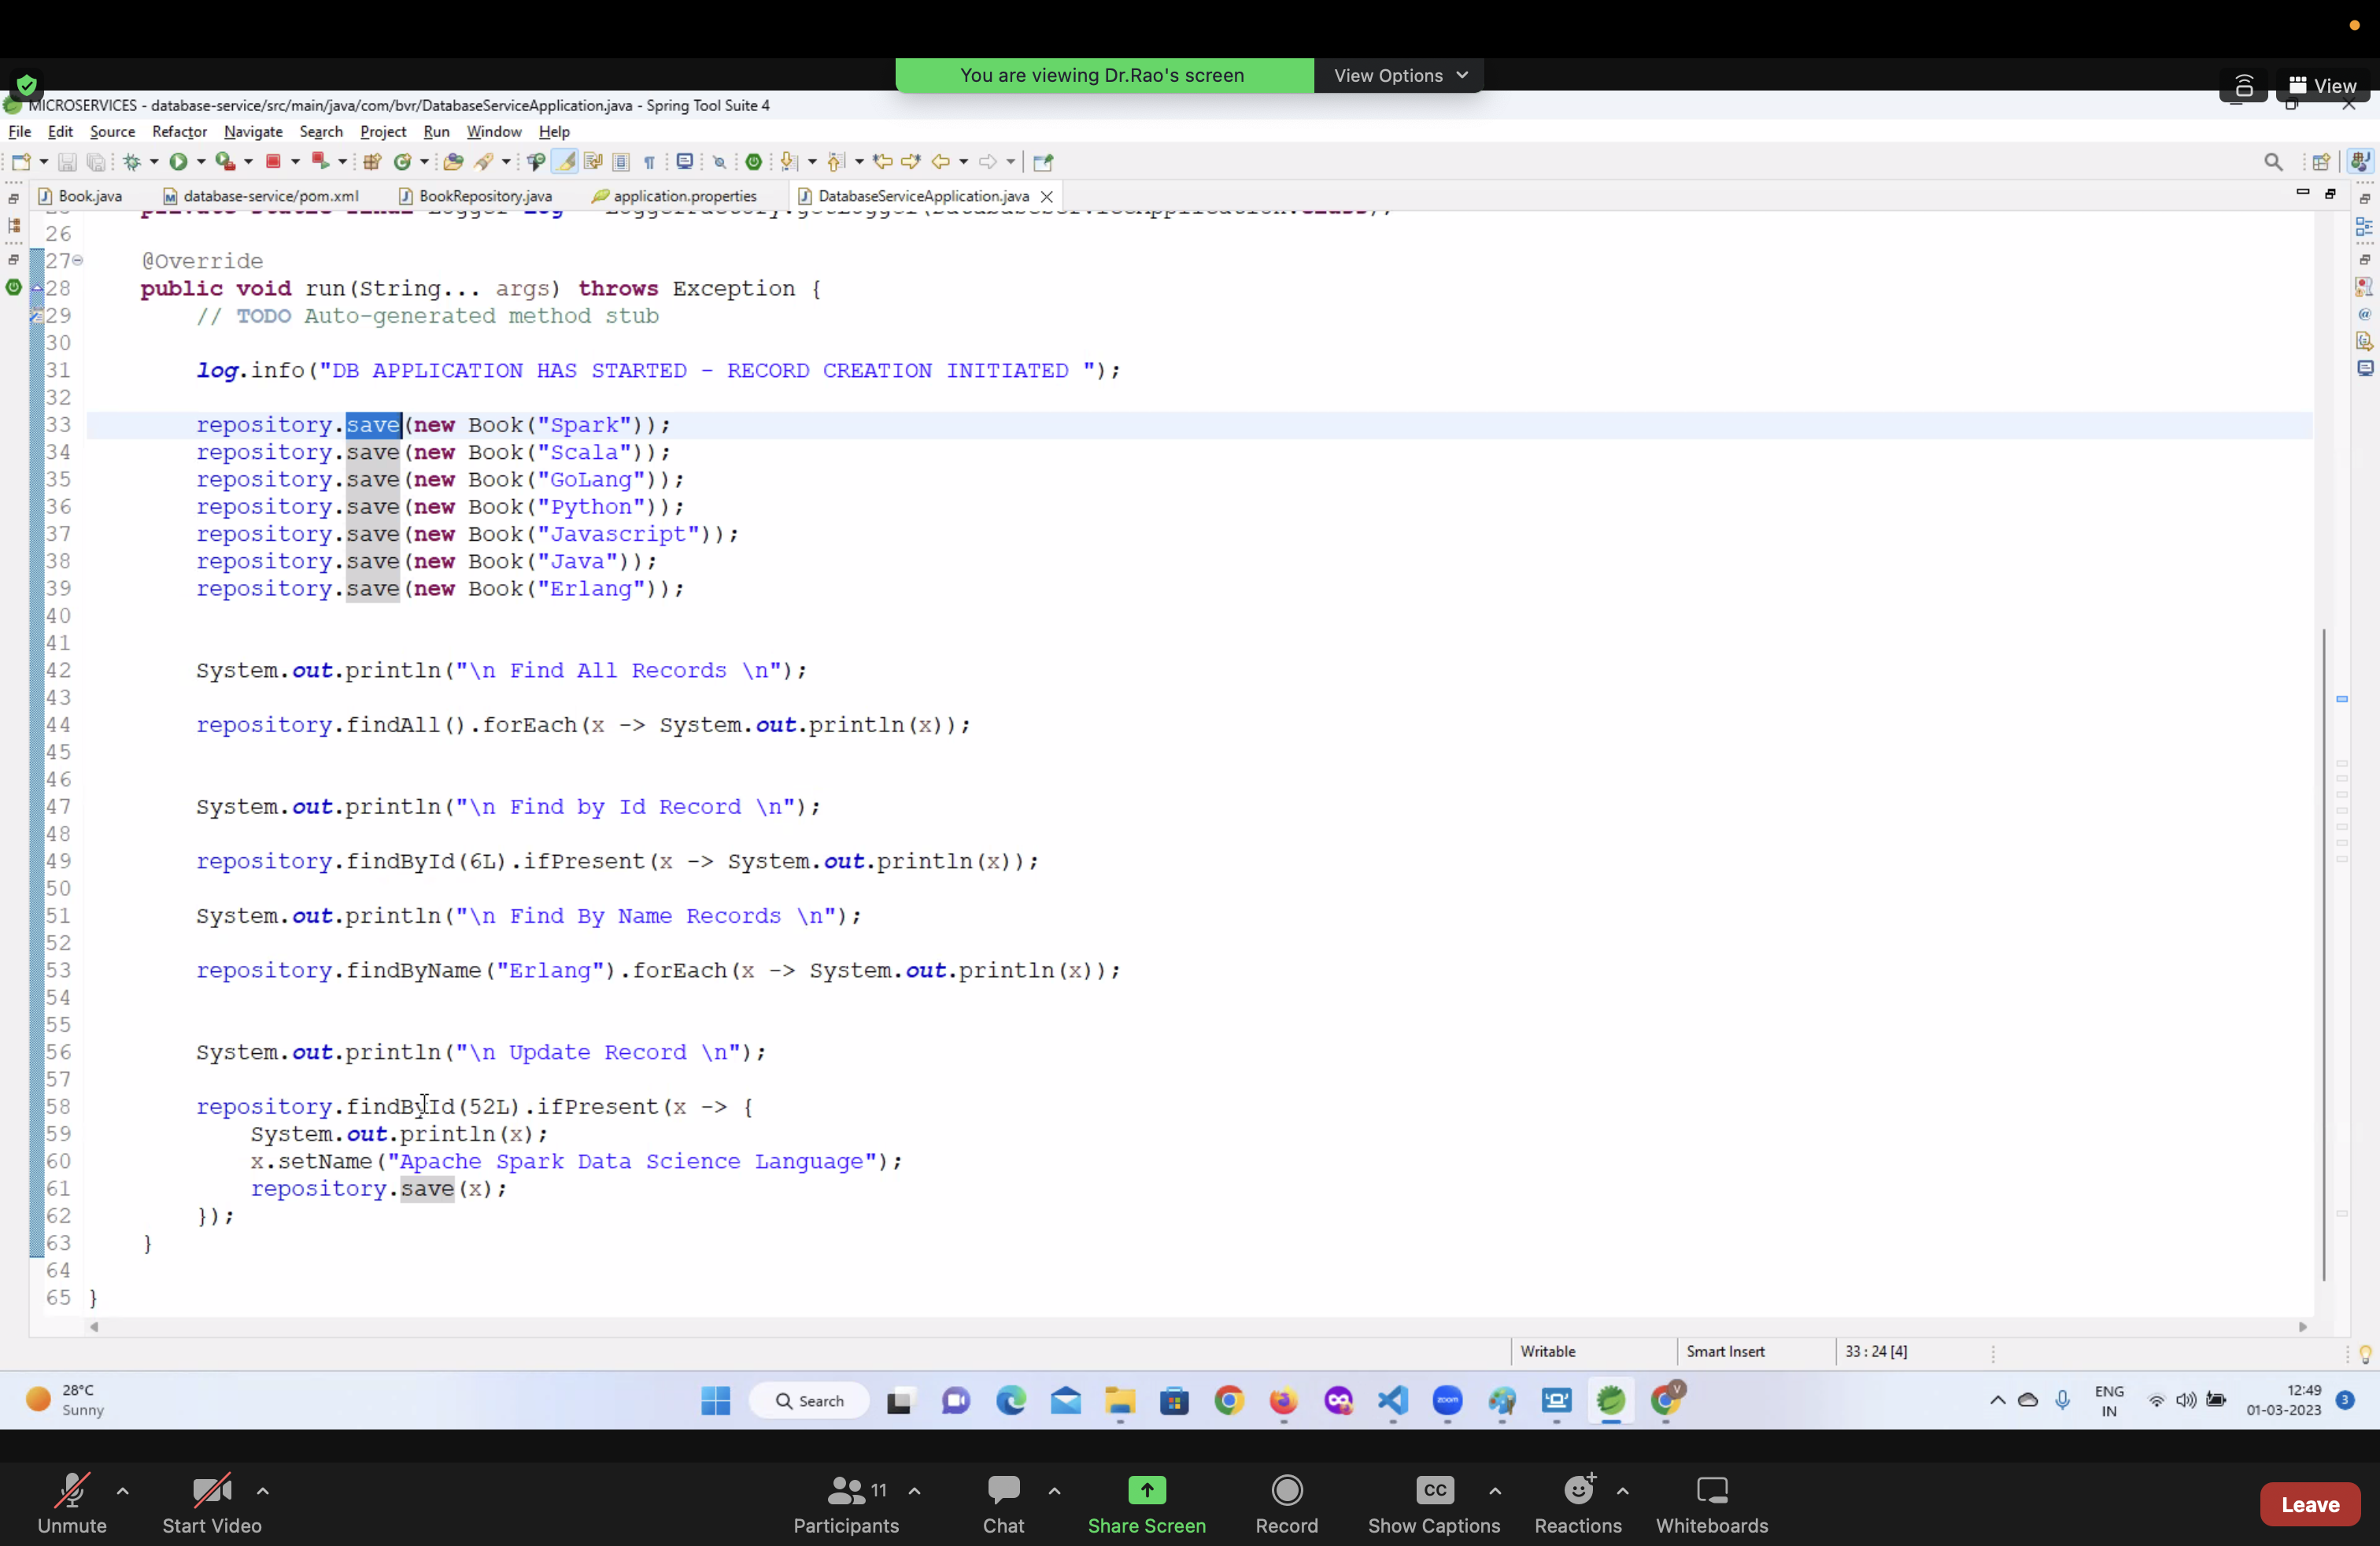 You are viewing Dr.Rao's screen
View Options
View
MICROSERVICES - database-service/src/main/java/com/bvr/DatabaseServiceApplication.java - Spring Tool Suite 4
File Edit Source Refactor Navigate Search Project Run Window Help
Book.java database-service/pom.xml BookRepository.java application.properties DatabaseServiceApplication.java
26
27 @Override
28 public void run(String... args) throws Exception {
29 // TODO Auto-generated method stub
30
31 log.info("DB APPLICATION HAS STARTED - RECORD CREATION INITIATED ");
32
33 repository.save(new Book("Spark"));
34 repository.save(new Book("Scala"));
35 repository.save(new Book("GoLang"));
36 repository.save(new Book("Python"));
37 repository.save(new Book("Javascript"));
38 repository.save(new Book("Java"));
39 repository.save(new Book("Erlang"));
40
41
42 System.out.println("\n Find All Records \n");
43
44 repository.findAll().forEach(x -> System.out.println(x));
45
46
47 System.out.println("\n Find by Id Record \n");
48
49 repository.findById(6L).ifPresent(x -> System.out.println(x));
50
51 System.out.println("\n Find By Name Records \n");
52
53 repository.findByName("Erlang").forEach(x -> System.out.println(x));
54
55
56 System.out.println("\n Update Record \n");
57
58 repository.findById(52L).ifPresent(x -> {
59 System.out.println(x);
60 x.setName("Apache Spark Data Science Language");
61 repository.save(x);
62 });
63 }
64
65 }
Writable Smart Insert 33 : 24 [4]
28°C
Sunny
Search
zoom
V
ENG
IN
12:49
01-03-2023
3
11
CC
Unmute Start Video Participants Chat Share Screen Record Show Captions Reactions Whiteboards Leave